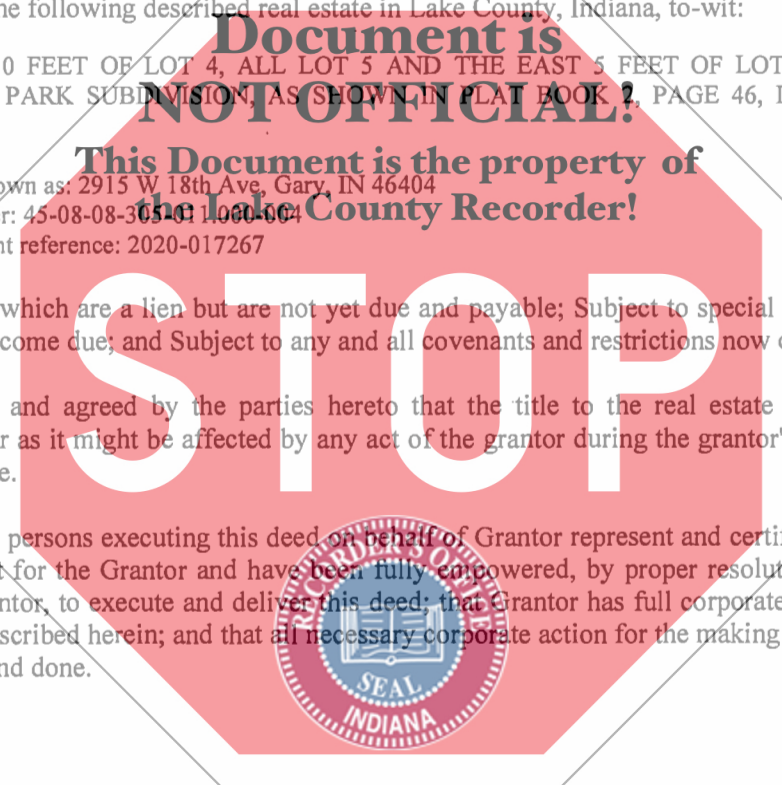 he following described real estate in Lake County, Indiana, to-wit:
Document is
0 FEET OF LOT 4, ALL LOT 5 AND THE EAST 5 FEET OF LOT
PARK SUBDIVISION, AS SHOWN IN PLAT BOOK 2, PAGE 46, I
NOT OFFICIAL!
This Document is the property of
own as: 2915 W 18th Ave, Gary, IN 46404
the Lake County Recorder!
r: 45-08-08-305-011.000-004
nt reference: 2020-017267
which are a lien but are not yet due and payable; Subject to special
come due; and Subject to any and all covenants and restrictions now
STOP
and agreed by the parties hereto that the title to the real estate
r as it might be affected by any act of the grantor during the grantor'
e.
persons executing this deed on behalf of Grantor represent and certi
t for the Grantor and have been fully empowered, by proper resolut
ntor, to execute and deliver this deed; that Grantor has full corporate
scribed herein; and that all necessary corporate action for the making
nd done.
RECORDER'S OFFICE
SEAL
INDIANA